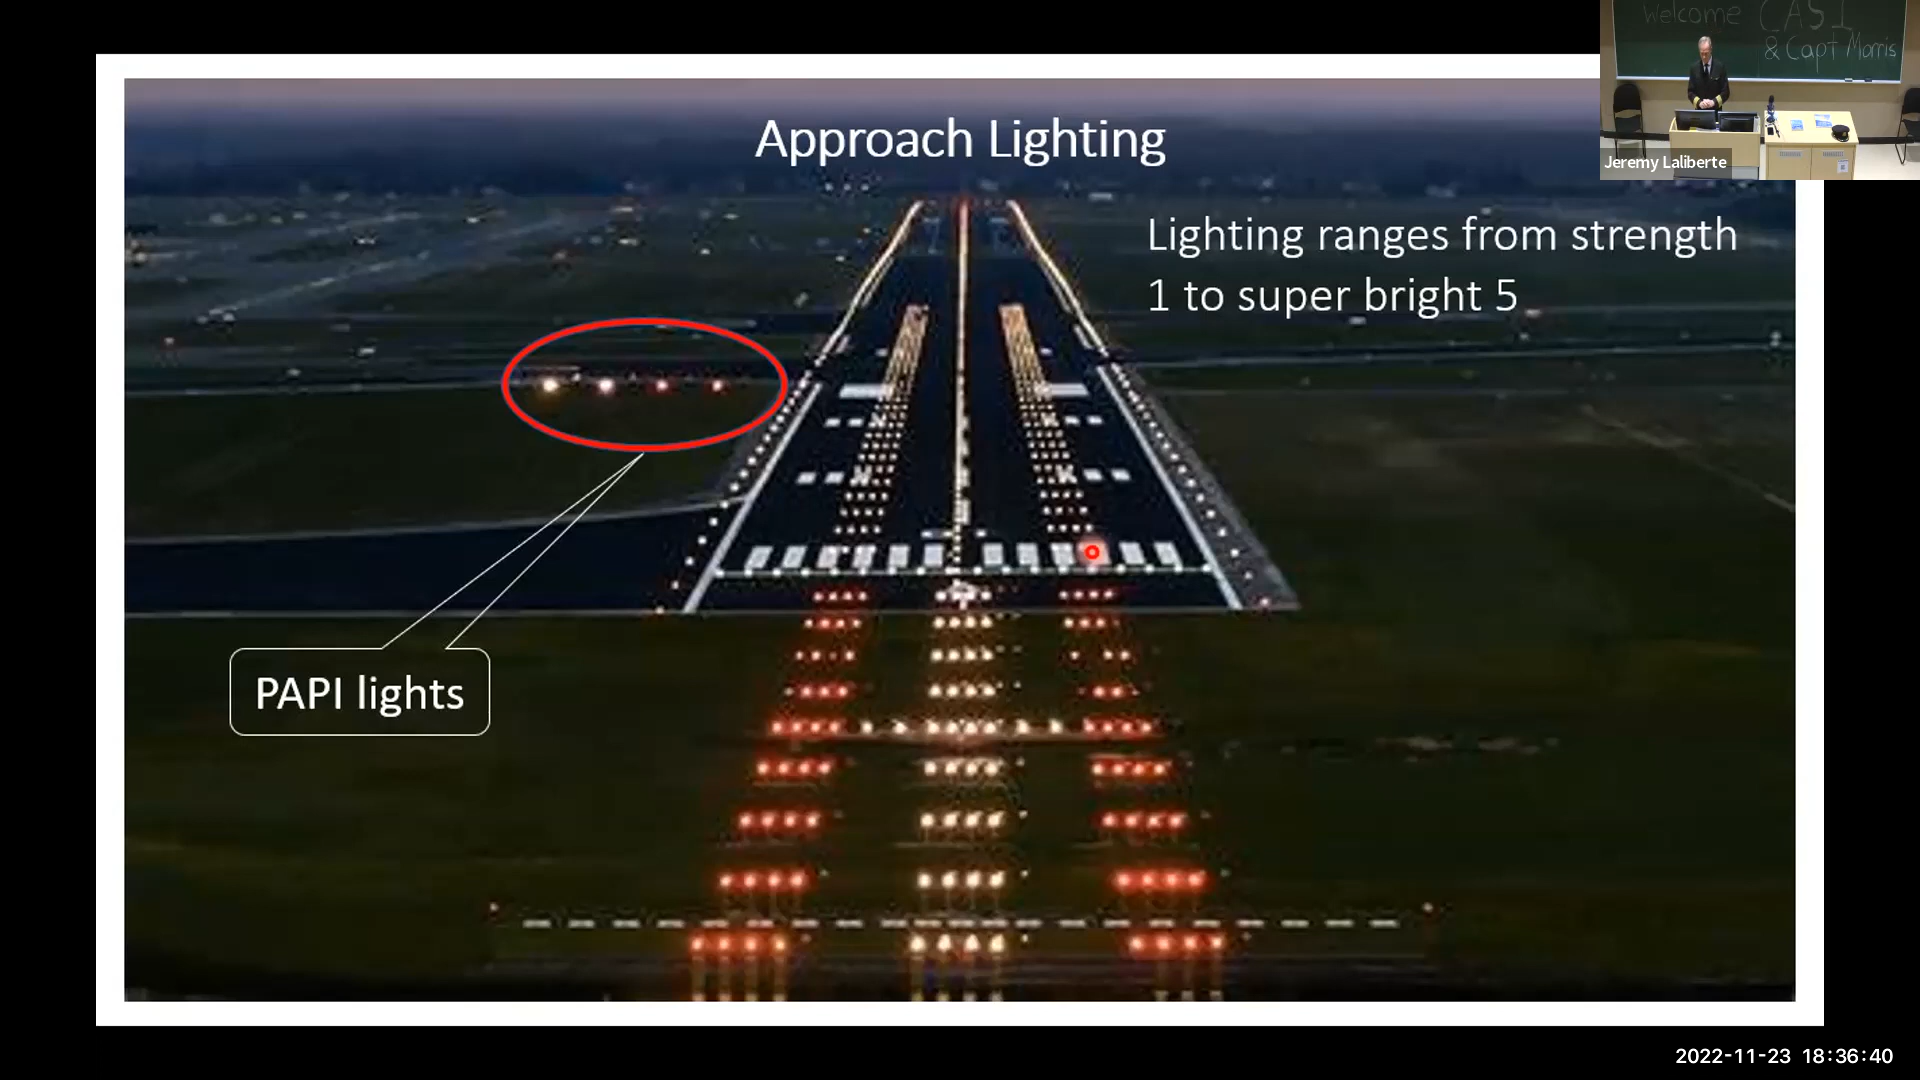 Welcome CASI
& Capt Morris
Jeremy Laliberte
Approach Lighting
Lighting ranges from strength
1 to super bright 5
PAPI lights
2022-11-23 18:36:40